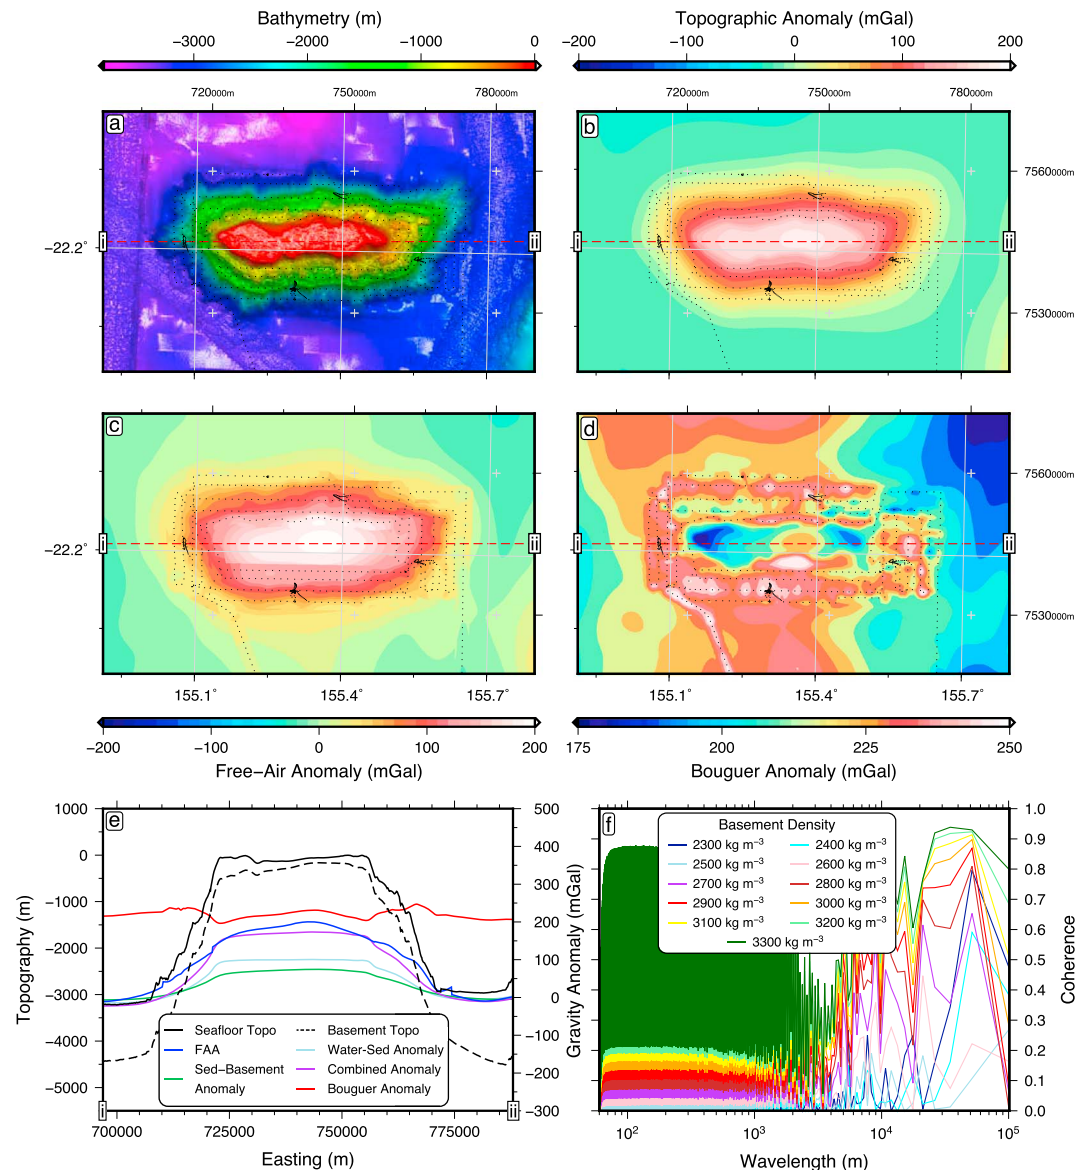 Bathymetry (m)
−3000 −2000 −1000 0
720000m 750000m 780000m
Topographic Anomaly (mGal)
−200 −100 0 100 200
720000m 750000m 780000m
a
i ii
−22.2°
b
i ii
7560000m
7530000m
c
i ii
−22.2°
155.1° 155.4° 155.7°
d
i ii
7560000m
7530000m
155.1° 155.4° 155.7°
−200 −100 0 100 200
Free−Air Anomaly (mGal)
175 200 225 250
Bouguer Anomaly (mGal)
e
1000
0
−1000
−2000
−3000
−4000
−5000
Topography (m)
500
400
300
200
100
0
−100
−200
−300
Gravity Anomaly (mGal)
Seafloor Topo
FAA
Sed−Basement
Anomaly
Basement Topo
Water−Sed Anomaly
Combined Anomaly
Bouguer Anomaly
i ii
700000 725000 750000 775000
Easting (m)
f
Basement Density
2300 kg m−3 2400 kg m−3
2500 kg m−3 2600 kg m−3
2700 kg m−3 2800 kg m−3
2900 kg m−3 3000 kg m−3
3100 kg m−3 3200 kg m−3
3300 kg m−3
1.0
0.9
0.8
0.7
0.6
0.5
0.4
0.3
0.2
0.1
0.0
Coherence
10² 10³ 10⁴ 10⁵
Wavelength (m)